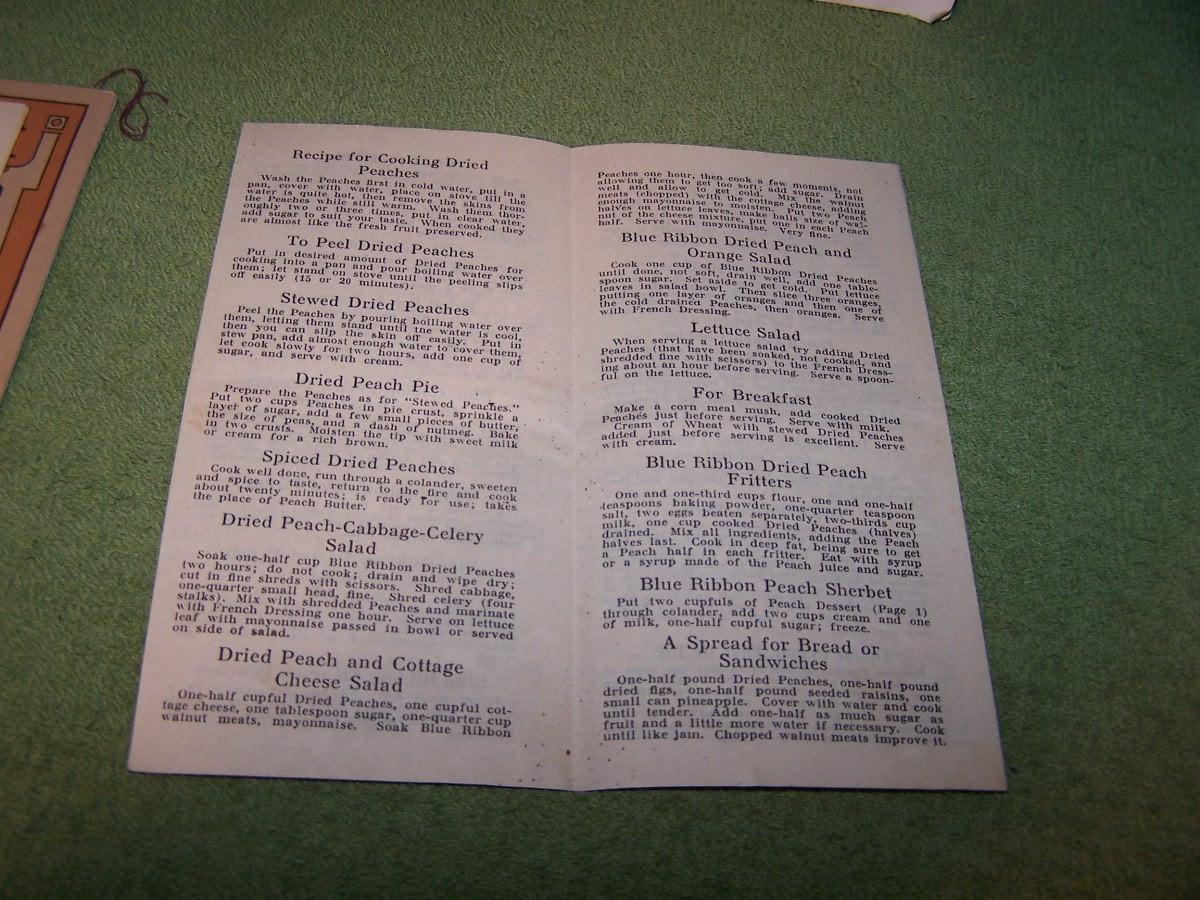 Recipe for Cooking Dried
Peaches
Wash the Peaches first in cold water, put in a
pan, cover with water, place on stove till the
water is quite hot, then remove the skins from
the Peaches while still warm. Wash them thor-
oughly two or three times, put in clear water,
add sugar to suit your taste. When cooked they
are almost like the fresh fruit preserved.
To Peel Dried Peaches
Put in desired amount of Dried Peaches for
cooking into a pan and pour boiling water over
them; let stand on stove until the peeling slips
off easily (15 or 20 minutes).
Stewed Dried Peaches
Peel the Peaches by pouring boiling water over
them, letting them stand until the water is cool,
then you can slip the skin off easily. Put in
stew pan, add almost enough water to cover them,
let cook slowly for two hours, add one cup of
sugar, and serve with cream.
Dried Peach Pie
Prepare the Peaches as for "Stewed Peaches."
Put two cups Peaches in pie crust, sprinkle a
layer of sugar, add a few small pieces of butter,
the size of peas, and a dash of nutmeg. Bake
in two crusts. Moisten the tip with sweet milk
or cream for a rich brown.
Spiced Dried Peaches
Cook well done, run through a colander, sweeten
and spice to taste, return to the fire and cook
about twenty minutes; is ready for use; takes
the place of Peach Butter.
Dried Peach-Cabbage-Celery
Salad
Soak one-half cup Blue Ribbon Dried Peaches
two hours; do not cook; drain and wipe dry;
cut in fine shreds with scissors. Shred cabbage,
one-quarter small head, fine. Shred celery (four
stalks). Mix with shredded Peaches and marinate
with French Dressing one hour. Serve on lettuce
leaf with mayonnaise passed in bowl or served
on side of salad.
Dried Peach and Cottage
Cheese Salad
One-half cupful Dried Peaches, one cupful cot-
tage cheese, one tablespoon sugar, one-quarter cup
walnut meats, mayonnaise. Soak Blue Ribbon
Peaches one hour, then cook a few moments, not
allowing them to get too soft; add sugar. Drain
well and allow to get cold. Mix the walnut
meats (chopped) with the cottage cheese, adding
enough mayonnaise to moisten. Put two Peach
halves on lettuce leaves, make balls size of wal-
nut of the cheese mixture, put one in each Peach
half. Serve with mayonnaise. Very fine.
Blue Ribbon Dried Peach and
Orange Salad
Cook one cup of Blue Ribbon Dried Peaches
until done, not soft, drain well, add one table-
spoon sugar. Set aside to get cold. Put lettuce
leaves in salad bowl. Then slice three oranges,
putting one layer of oranges and then one of
the cold drained Peaches, then oranges. Serve
with French Dressing.
Lettuce Salad
When serving a lettuce salad try adding Dried
Peaches (that have been soaked, not cooked, and
shredded fine with scissors) to the French Dress-
ing about an hour before serving. Serve a spoon-
ful on the lettuce.
For Breakfast
Make a corn meal mush, add cooked Dried
Peaches just before serving. Serve with milk.
Cream of Wheat with stewed Dried Peaches
added just before serving is excellent. Serve
with cream.
Blue Ribbon Dried Peach
Fritters
One and one-third cups flour, one and one-half
teaspoons baking powder, one-quarter teaspoon
salt, two eggs beaten separately, two-thirds cup
milk, one cup cooked Dried Peaches (halves)
drained. Mix all ingredients, adding the Peach
halves last. Cook in deep fat, being sure to get
a Peach half in each fritter. Eat with syrup
or a syrup made of the Peach juice and sugar.
Blue Ribbon Peach Sherbet
Put two cupfuls of Peach Dessert (Page 1)
through colander, add two cups cream and one
of milk, one-half cupful sugar; freeze.
A Spread for Bread or
Sandwiches
One-half pound Dried Peaches, one-half pound
dried figs, one-half pound seeded raisins, one
small can pineapple. Cover with water and cook
until tender. Add one-half as much sugar as
fruit and a little more water if necessary. Cook
until like jam. Chopped walnut meats improve it.